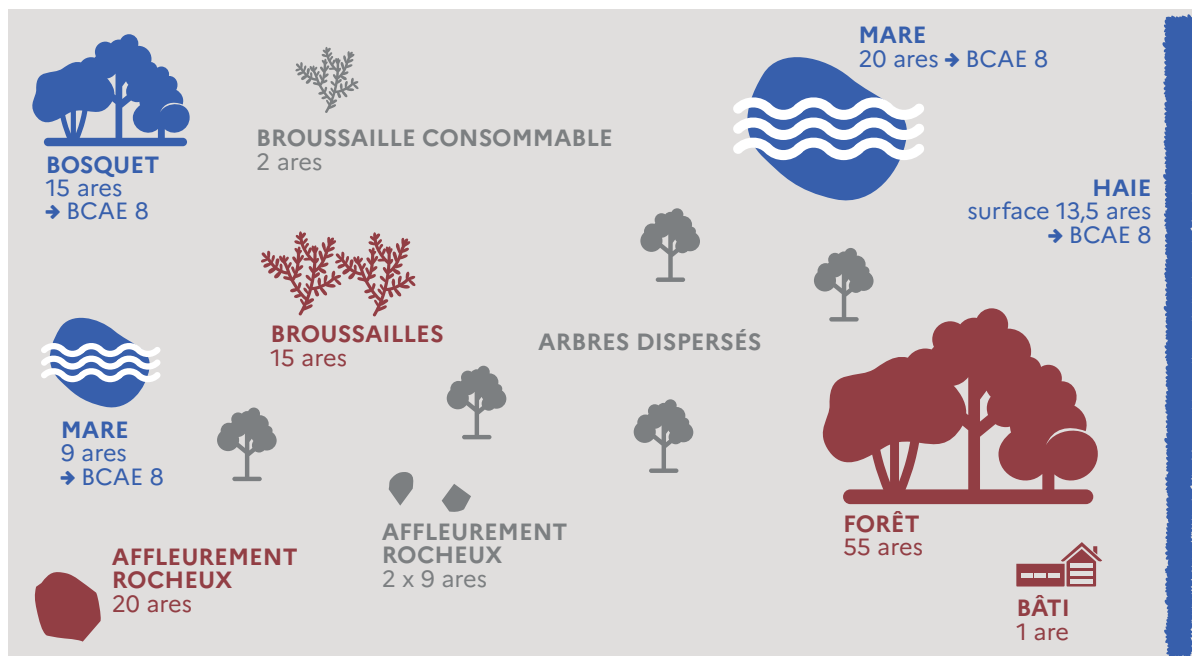 MARE
20 ares → BCAE 8
BOSQUET
15 ares
→ BCAE 8
BROUSSAILLE CONSOMMABLE
2 ares
HAIE
surface 13,5 ares
→ BCAE 8
BROUSSAILLES
15 ares
ARBRES DISPERSÉS
MARE
9 ares
→ BCAE 8
AFFLEUREMENT
ROCHEUX
2 x 9 ares
FORÊT
55 ares
AFFLEUREMENT
ROCHEUX
20 ares
BÂTI
1 are